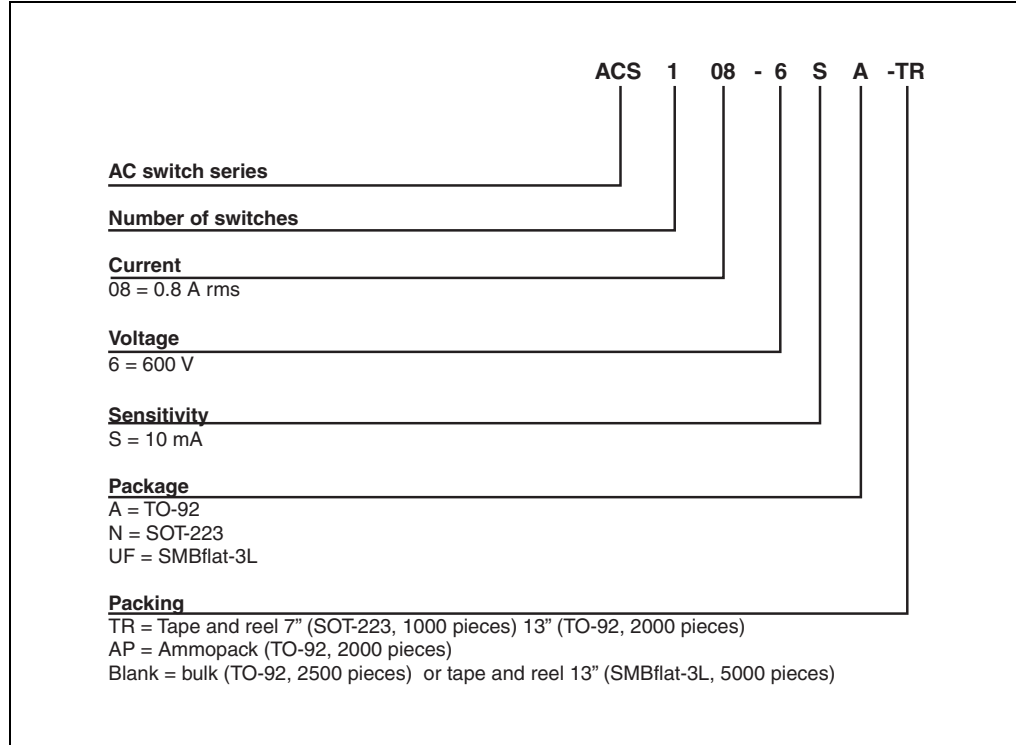 ACS 1 08 - 6 S A -TR
AC switch series
Number of switches
Current
08 = 0.8 A rms
Voltage
6 = 600 V
Sensitivity
S = 10 mA
Package
A = TO-92
N = SOT-223
UF = SMBflat-3L
Packing
TR = Tape and reel 7” (SOT-223, 1000 pieces) 13” (TO-92, 2000 pieces)
AP = Ammopack (TO-92, 2000 pieces)
Blank = bulk (TO-92, 2500 pieces) or tape and reel 13” (SMBflat-3L, 5000 pieces)